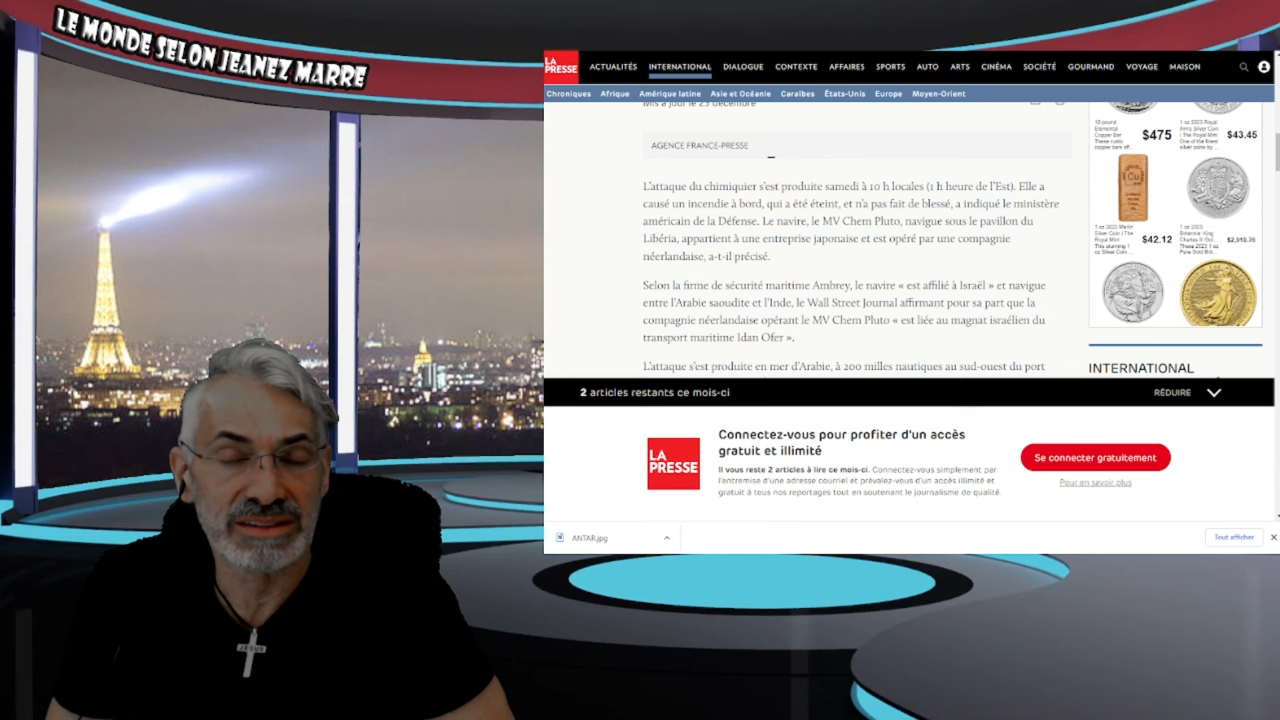 LE MONDE SELON JEANEZ MARRE
LA PRESSE
ACTUALITÉS INTERNATIONAL DIALOGUE CONTEXTE AFFAIRES SPORTS AUTO ARTS CINÉMA SOCIÉTÉ GOURMAND VOYAGE MAISON
Chroniques Afrique Amérique latine Asie et Océanie Caraïbes États-Unis Europe Moyen-Orient
Mis à jour le 23 décembre
AGENCE FRANCE-PRESSE
L'attaque du chimiquier s'est produite samedi à 10 h locales (1 h heure de l'Est). Elle a
causé un incendie à bord, qui a été éteint, et n'a pas fait de blessé, a indiqué le ministère
américain de la Défense. Le navire, le MV Chem Pluto, navigue sous le pavillon du
Libéria, appartient à une entreprise japonaise et est opéré par une compagnie
néerlandaise, a-t-il précisé.
Selon la firme de sécurité maritime Ambrey, le navire « est affilié à Israël » et navigue
entre l'Arabie saoudite et l'Inde, le Wall Street Journal affirmant pour sa part que la
compagnie néerlandaise opérant le MV Chem Pluto « est liée au magnat israélien du
transport maritime Idan Ofer ».
L'attaque s'est produite en mer d'Arabie, à 200 milles nautiques au sud-ouest du port
$475
$43.45
Cu
$42.12
$2,910.76
INTERNATIONAL
2 articles restants ce mois-ci
RÉDUIRE
LA PRESSE
Connectez-vous pour profiter d'un accès
gratuit et illimité
Il vous reste 2 articles à lire ce mois-ci. Connectez-vous simplement par
l'entremise d'une adresse courriel et prévalez-vous d'un accès illimité et
gratuit à tous nos reportages tout en soutenant le journalisme de qualité.
Se connecter gratuitement
Pour en savoir plus
ANTAR.jpg
Tout afficher
JESUS